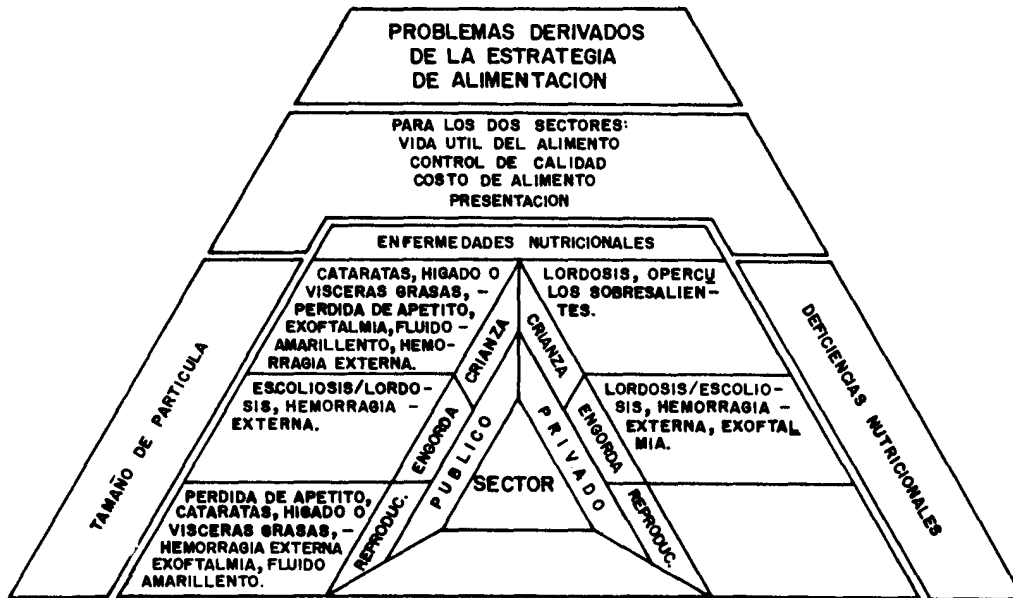 PROBLEMAS DERIVADOS
DE LA ESTRATEGIA
DE ALIMENTACION
PARA LOS DOS SECTORES:
VIDA UTIL DEL ALIMENTO
CONTROL DE CALIDAD
COSTO DE ALIMENTO
PRESENTACION
ENFERMEDADES NUTRICIONALES
TAMAÑO DE PARTICULA
CATARATAS, HIGADO O
VISCERAS GRASAS, -
PERDIDA DE APETITO,
EXOFTALMIA, FLUIDO -
AMARILLENTO, HEMO-
RRAGIA EXTERNA.
CRIANZA
CRIANZA
LORDOSIS, OPERCU
LOS SOBRESALIEN-
TES.
DEFICIENCIAS NUTRICIONALES
ESCOLIOSIS/LORDO-
SIS, HEMORRAGIA -
EXTERNA.
ENGORDA
PUBLICO
SECTOR
PRIVADO
ENGORDA
LORDOSIS/ESCOLIO-
SIS, HEMORRAGIA -
EXTERNA, EXOFTAL
MIA.
PERDIDA DE APETITO,
CATARATAS, HIGADO O
VISCERAS GRASAS, -
HEMORRAGIA EXTERNA
EXOFTALMIA, FLUIDO
AMARILLENTO.
REPRODUC.
REPRODUC.